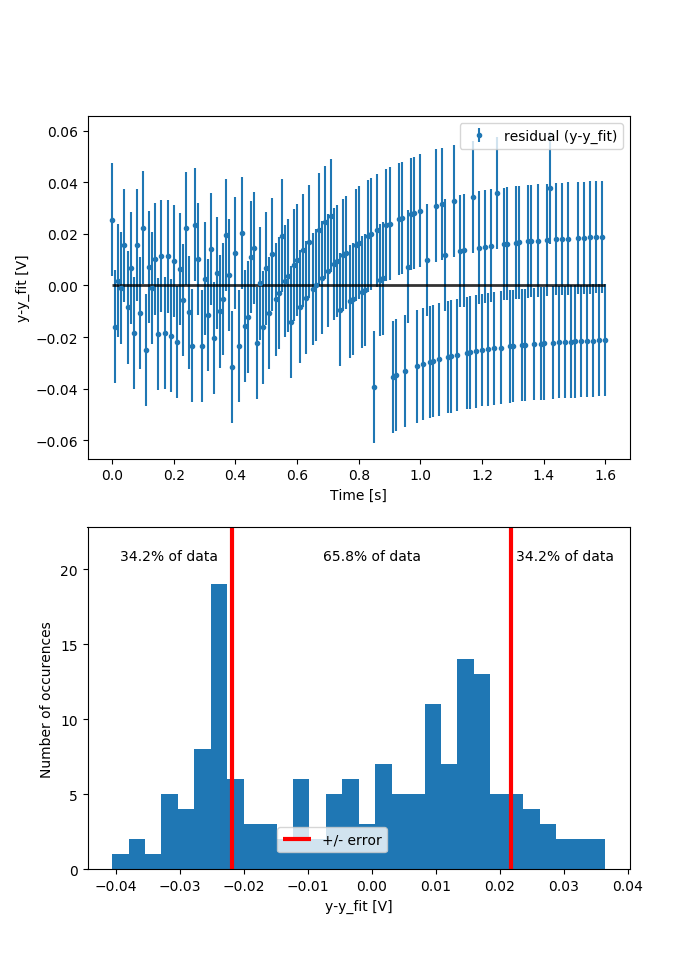 0.06
0.04
0.02
0.00
−0.02
−0.04
−0.06
y-y_fit [V]
residual (y-y_fit)
0.0 0.2 0.4 0.6 0.8 1.0 1.2 1.4 1.6
Time [s]
34.2% of data 65.8% of data 34.2% of data
20
15
10
5
0
Number of occurences
+/- error
−0.04 −0.03 −0.02 −0.01 0.00 0.01 0.02 0.03 0.04
y-y_fit [V]